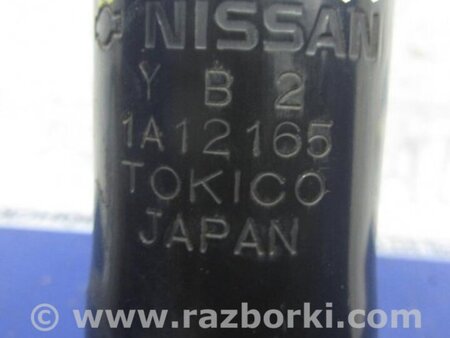 NISSAN
Y B 2
1A12165
TOKICO
JAPAN
© www.razborki.com